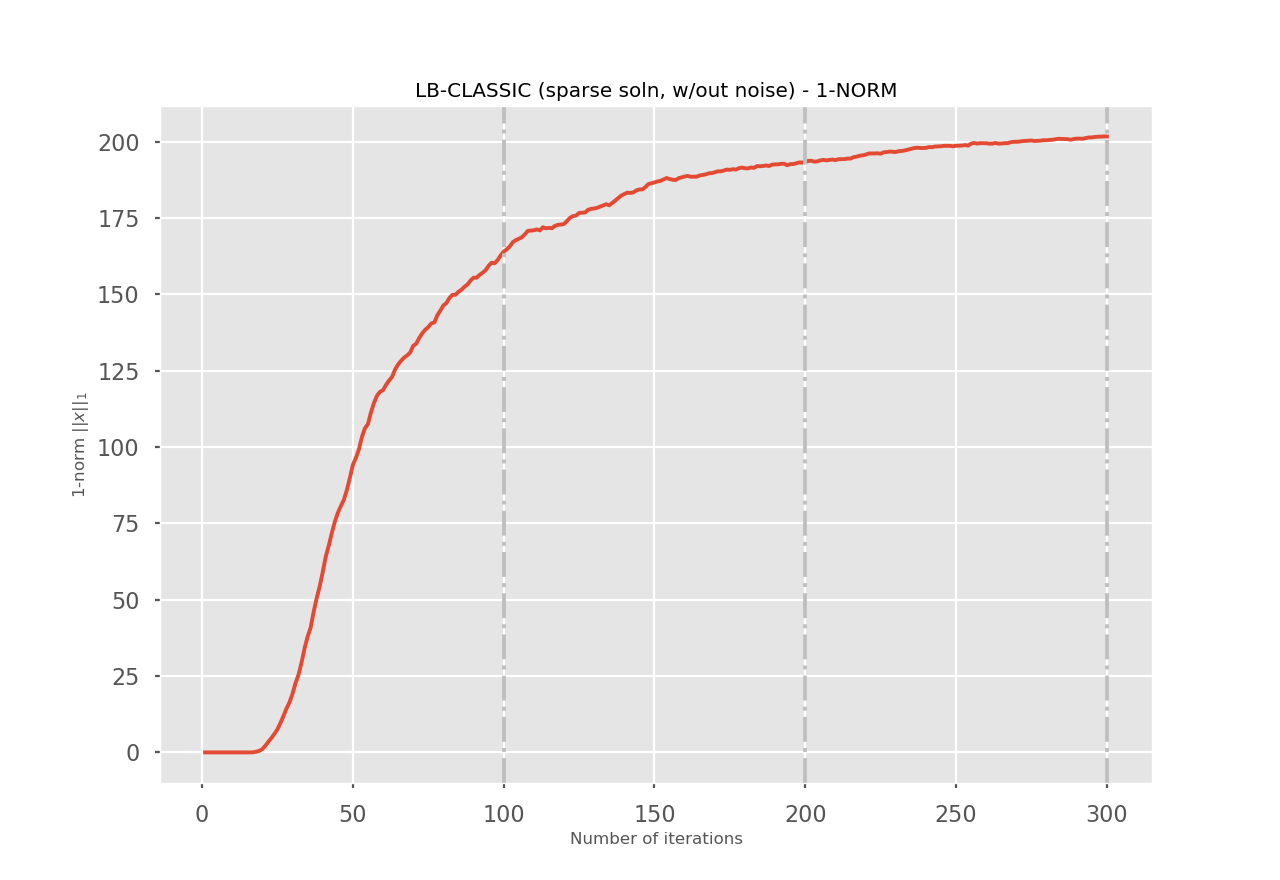 LB-CLASSIC (sparse soln, w/out noise) - 1-NORM
200
175
150
125
100
75
50
25
0
1-norm ||x||₁
0 50 100 150 200 250 300
Number of iterations